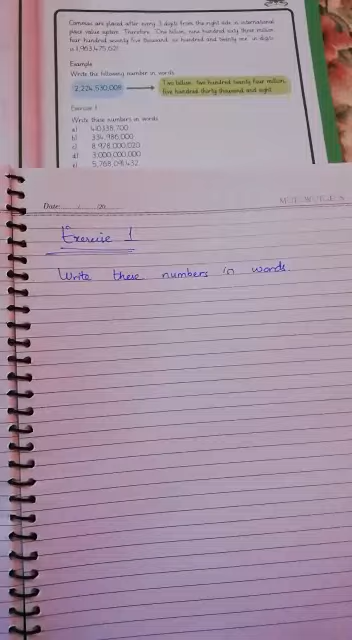 Commas are placed after every 3 digits from the right side in international
place value system. Therefore, 'One billion, nine hundred sixty three million
four hundred seventy five thousand six hundred and twenty one' in digits
is 1,963,475,621
Example
Write the following number in words
2,224,530,008
Two billion two hundred twenty four million
five hundred thirty thousand and eight
Exercise 1
Write these numbers in words
a) 410338,700
b) 334,986,000
c) 8,978,000,020
d) 3,000,000,000
e) 5,768,098,432
Date: / 20
Exercise 1
Write these numbers in words.